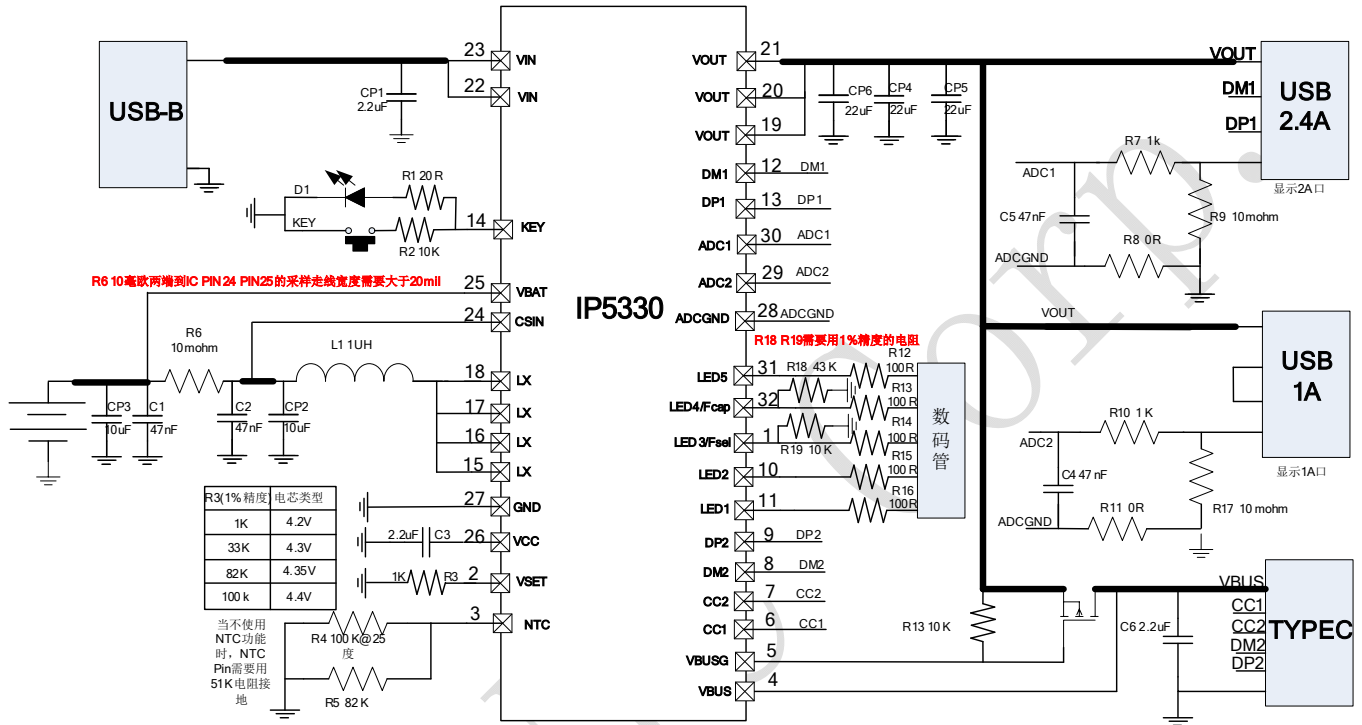 USB-B
CP1
2.2uF
23
VIN
22
VIN
D1
R1 20 R
KEY
R2 10K
14
KEY
R6 10毫欧两端到IC PIN24 PIN25的采样走线宽度需要大于20mil
25
VBAT
24
CSIN
R6
10mohm
L1 1UH
18
LX
17
LX
16
LX
15
LX
CP3
10uF
C1
47nF
C2
47nF
CP2
10uF
27
GND
2.2uF
C3
26
VCC
1K
R3
2
VSET
3
NTC
R3(1%精度) 电芯类型
1K 4.2V
33K 4.3V
82K 4.35V
100 k 4.4V
当不使用
NTC功能
时，NTC
Pin需要用
51K电阻接
地
R4 100 K@25
度
R5 82 K
IP5330
VOUT
21
VOUT
20
VOUT
19
DM1
12
DM1
DP1
13
DP1
ADC1
30
ADC1
ADC2
29
ADC2
ADCGND
28
ADCGND
R18 R19需要用1%精度的电阻
LED5
31
LED4/Fcap
32
LED3/Fsel
1
LED2
10
LED1
11
R18 43 K
R19 10 K
R12
100 R
R13
100 R
R14
100 R
R15
100 R
R16
100 R
数码管
DP2
9
DP2
DM2
8
DM2
CC2
7
CC2
CC1
6
CC1
VBUSG
5
VBUS
4
CP6
22uF
CP4
22uF
CP5
22uF
VOUT
DM1
DP1
USB
2.4A
显示2A口
ADC1
R7 1k
C5 47nF
R9 10mohm
R8 0R
ADCGND
VOUT
USB
1A
显示1A口
ADC2
R10 1 K
C4 47 nF
R17 10 mohm
R11 0R
ADCGND
R13 10 K
C6 2.2uF
VBUS
CC1
CC2
DM2
DP2
TYPEC
Corp.